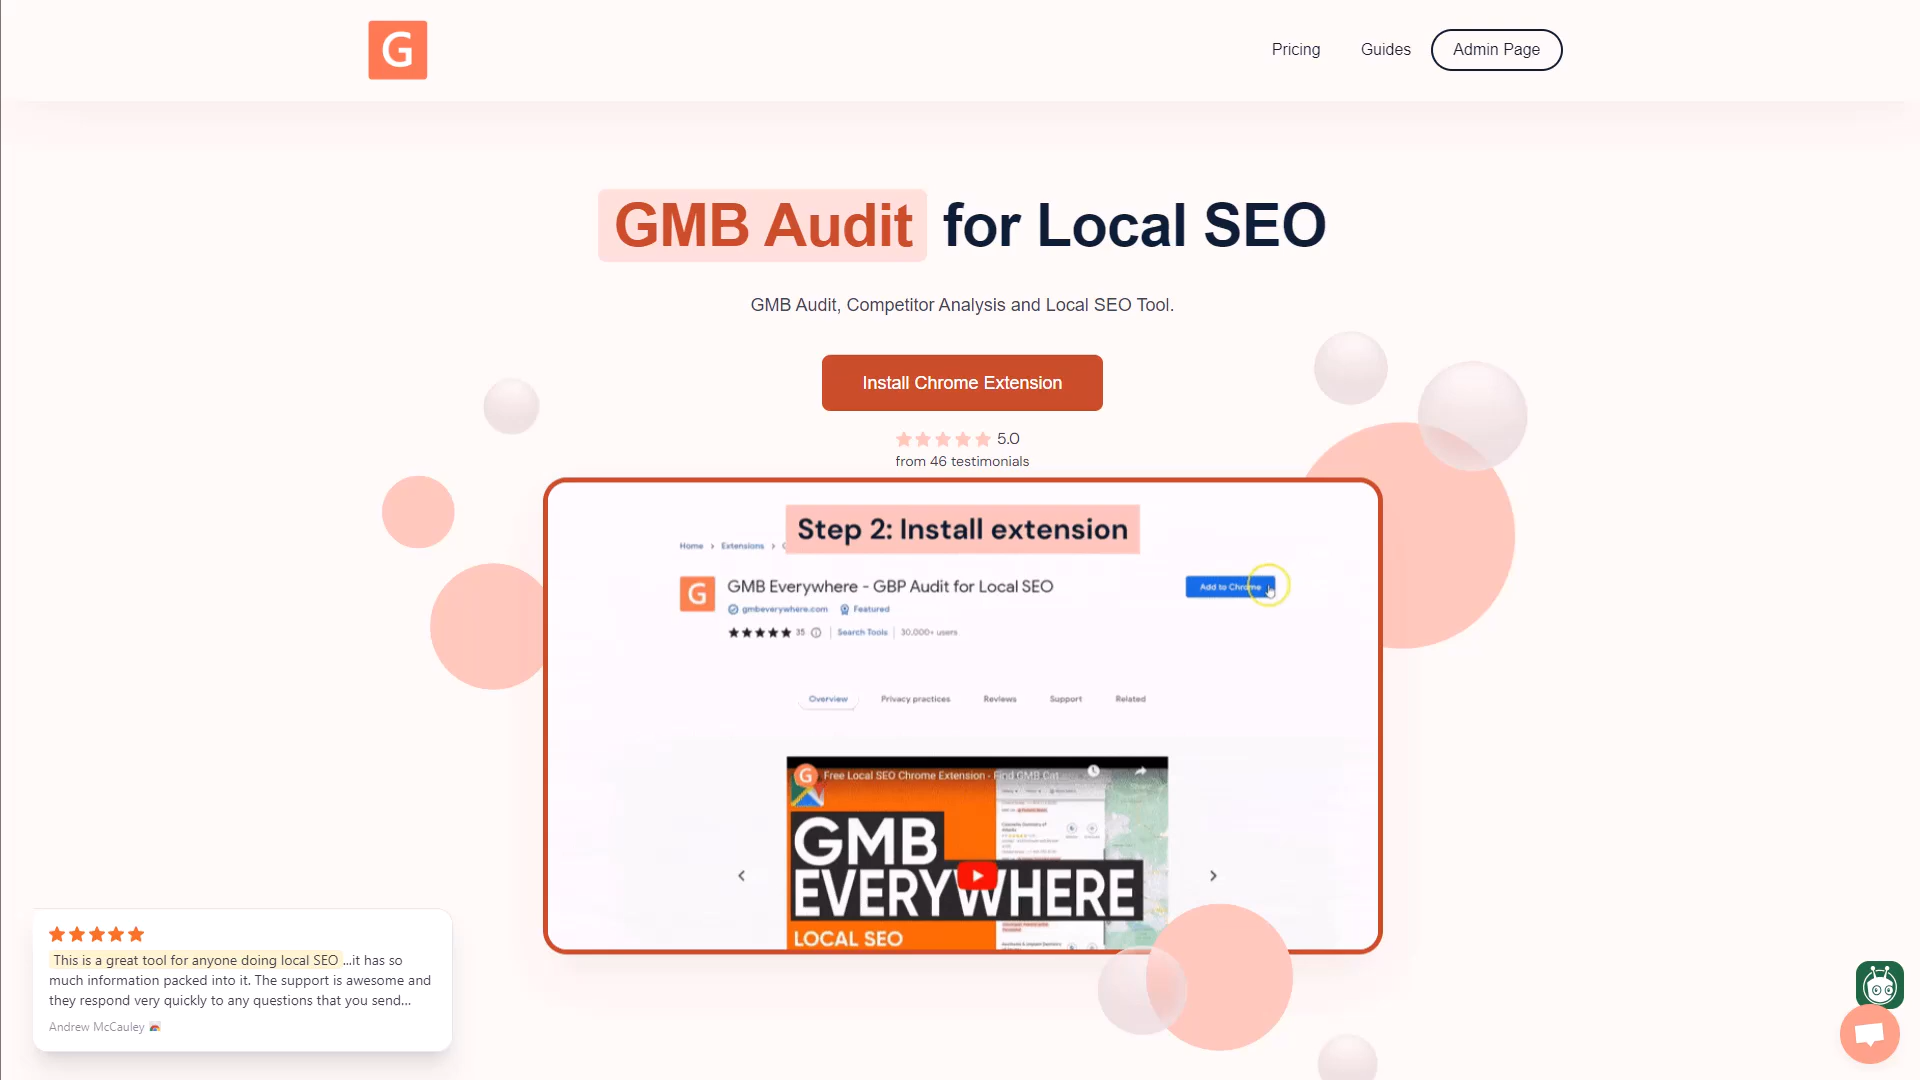 G
Pricing
Guides
Admin Page
GMB Audit for Local SEO
GMB Audit, Competitor Analysis and Local SEO Tool.
Install Chrome Extension
5.0
from 46 testimonials
Step 2: Install extension
Home > Extensions >
G
GMB Everywhere - GBP Audit for Local SEO
Add to Chrome
gmbeverywhere.com
Featured
35
Search Tools
30,000+ users
Overview
Privacy practices
Reviews
Support
Related
G
Free Local SEO Chrome Extension - Find GMB Cat
GMB
EVERYWHERE
LOCAL SEO
This is a great tool for anyone doing local SEO ...it has so
much information packed into it. The support is awesome and
they respond very quickly to any questions that you send...
Andrew McCauley